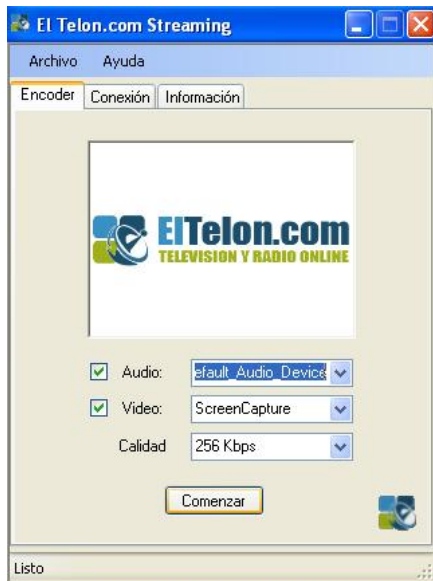 El Telon.com Streaming
Archivo Ayuda
Encoder Conexión Información
ElTelon.com
TELEVISION Y RADIO ONLINE
Audio: efault_Audio_Device
Video: ScreenCapture
Calidad 256 Kbps
Comenzar
Listo